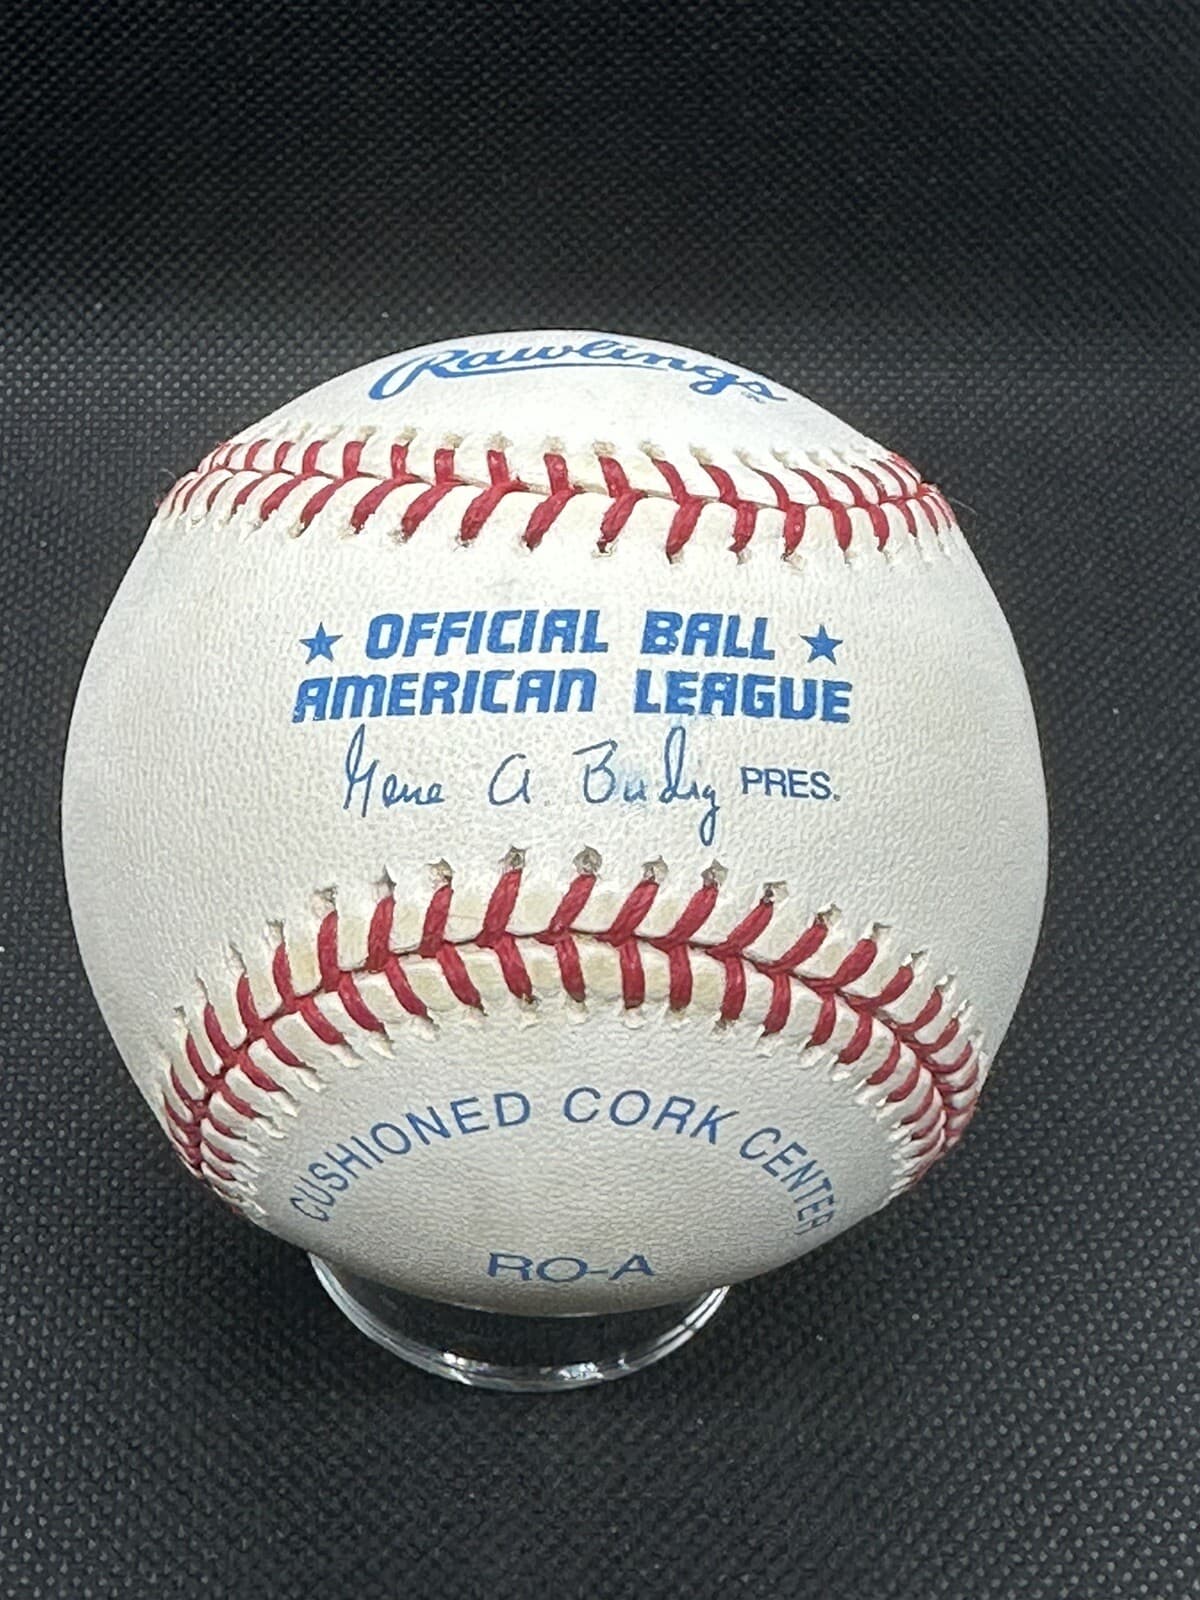 Rawlings
★ OFFICIAL BALL ★
AMERICAN LEAGUE
Gene A. Budig PRES.
CUSHIONED CORK CENTER
RO-A